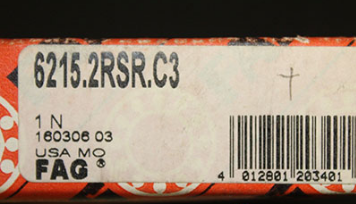 6215.2RSR.C3
1 N
160306 03
USA MO
FAG ®
4 012801 203401